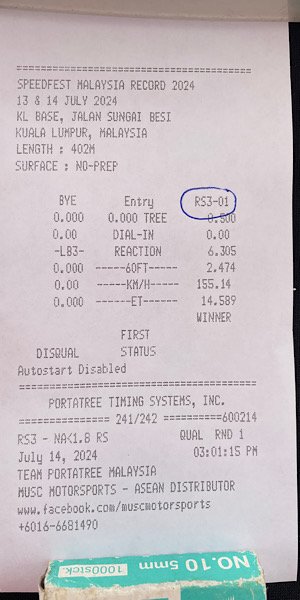 ==================================
SPEEDFEST MALAYSIA RECORD 2024
13 & 14 JULY 2024
KL BASE, JALAN SUNGAI BESI
KUALA LUMPUR, MALAYSIA
LENGTH : 402M
SURFACE : NO-PREP
BYE Entry RS3-01
0.000 0.000 TREE 0.500
0.00 DIAL-IN 0.00
-LB3- REACTION 6.305
0.000 ------60FT----- 2.474
0.00 ------KM/H----- 155.14
0.000 ------ET------ 14.589
WINNER
FIRST
DISQUAL STATUS
Autostart Disabled
==================================
PORTATREE TIMING SYSTEMS, INC.
============== 241/242 ==========600214
RS3 - NA<1.8 RS QUAL RND 1
July 14, 2024 03:01:15 PM
TEAM PORTATREE MALAYSIA
MUSC MOTORSPORTS - ASEAN DISTRIBUTOR
www.facebook.com/muscmotorsports
+6016-6681490
NO.10 5mm
1000stck